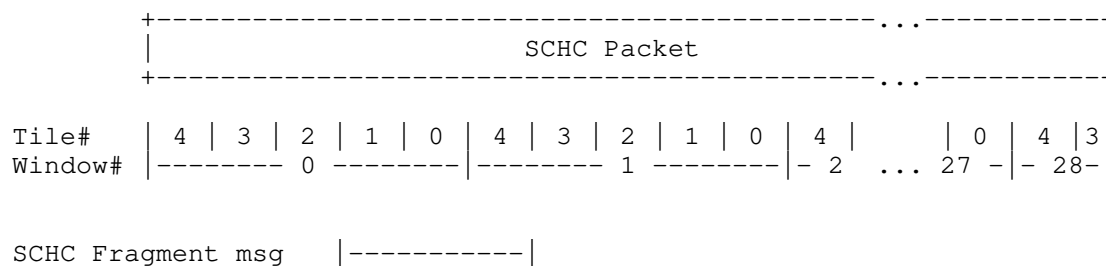 +---------------------------------------------...-----------
|                       SCHC Packet
+---------------------------------------------...-----------
Tile# | 4 | 3 | 2 | 1 | 0 | 4 | 3 | 2 | 1 | 0 | 4 | | 0 | 4 |3
Window# |-------- 0 --------|-------- 1 --------|- 2 ... 27 -|- 28-
SCHC Fragment msg |-----------|